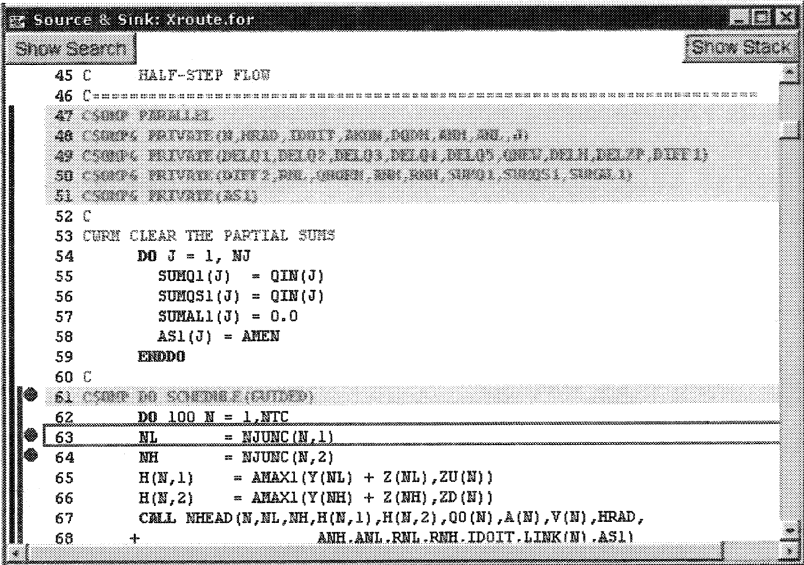 Source & Sink: Xroute.for
Show Search
Show Stack
45 C HALF-STEP FLOW
46 C=====================================================================
47 C$OMP PARALLEL
48 C$OMP& PRIVATE(N,HRAD,IDOIT,AKON,DQDH,ANH,ANL,J)
49 C$OMP& PRIVATE(DELQ1,DELQ2,DELQ3,DELQ4,DELQ5,QNEW,DELH,DELZP,DIFF1)
50 C$OMP& PRIVATE(DIFF2,RNL,QNORM,RNH,SUMQ1,SUMQS1,SUMAL1)
51 C$OMP& PRIVATE(AS1)
52 C
53 CWRM CLEAR THE PARTIAL SUMS
54 DO J = 1, NJ
55 SUMQ1(J) = QIN(J)
56 SUMQS1(J) = QIN(J)
57 SUMAL1(J) = 0.0
58 AS1(J) = AMEN
59 ENDDO
60 C
61 C$OMP DO SCHEDULE(GUIDED)
62 DO 100 N = 1,NTC
63 NL = NJUNC(N,1)
64 NH = NJUNC(N,2)
65 H(N,1) = AMAX1(Y(NL) + Z(NL),ZU(N))
66 H(N,2) = AMAX1(Y(NH) + Z(NH),ZD(N))
67 CALL NHEAD(N,NL,NH,H(N,1),H(N,2),QO(N),A(N),V(N),HRAD,
68 + ANH,ANL,RNL,RNH,IDOIT,LINK(N),AS1)